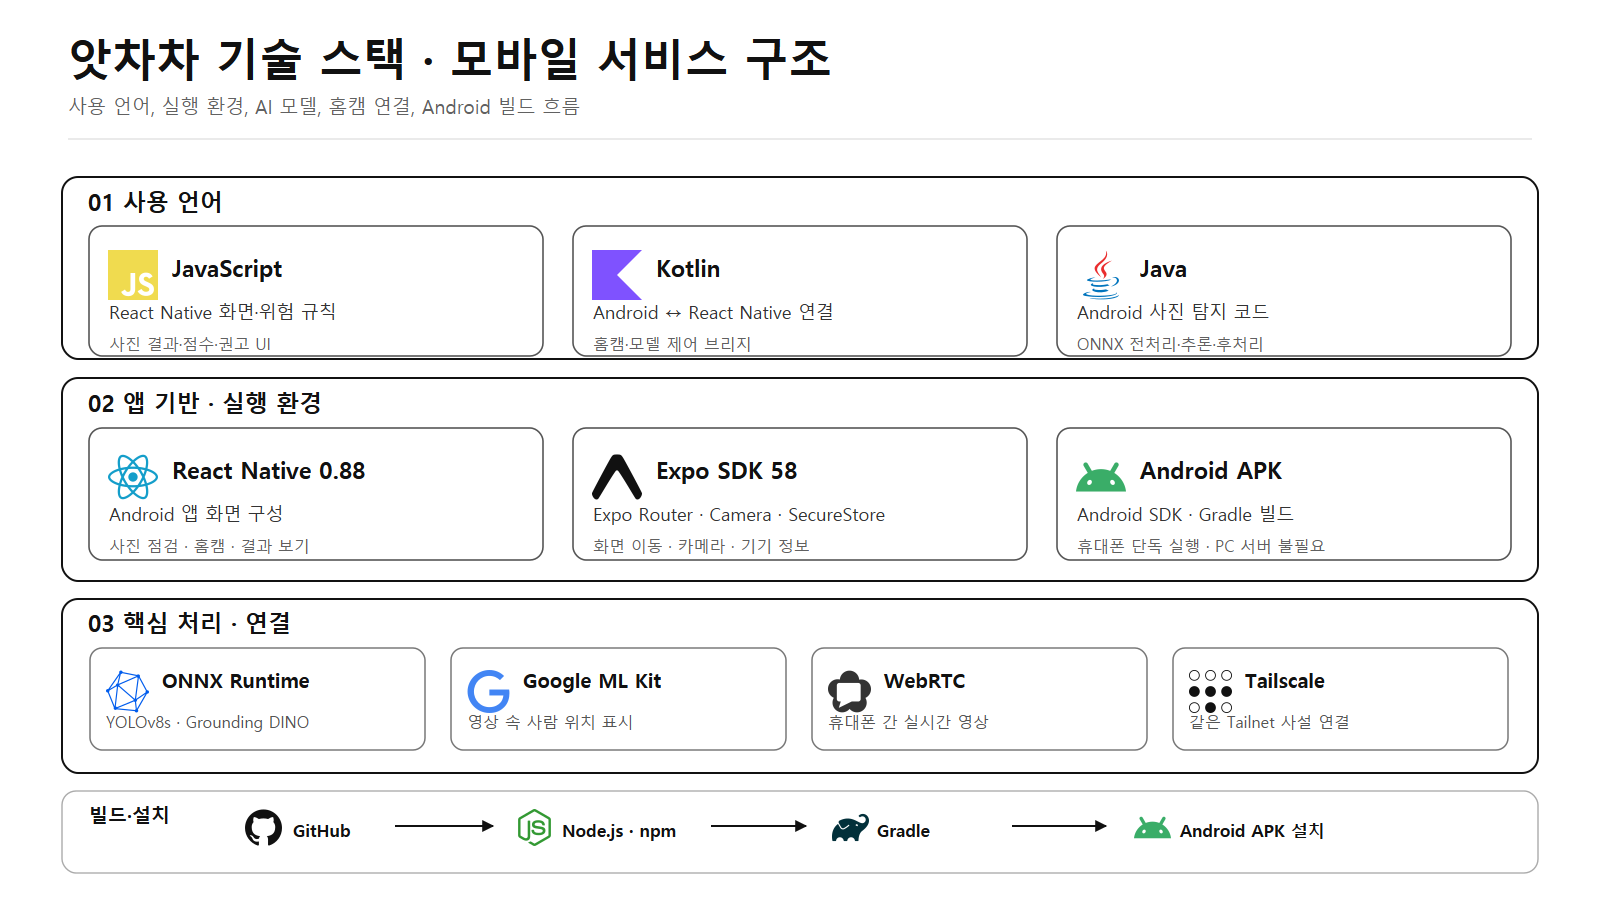 앗차차 기술 스택 · 모바일 서비스 구조
사용 언어, 실행 환경, AI 모델, 홈캠 연결, Android 빌드 흐름
01 사용 언어
JS
JavaScript
React Native 화면·위험 규칙
사진 결과·점수·권고 UI
Kotlin
Android ↔ React Native 연결
홈캠·모델 제어 브리지
Java
Android 사진 탐지 코드
ONNX 전처리·추론·후처리
02 앱 기반 · 실행 환경
React Native 0.88
Android 앱 화면 구성
사진 점검 · 홈캠 · 결과 보기
Expo SDK 58
Expo Router · Camera · SecureStore
화면 이동 · 카메라 · 기기 정보
Android APK
Android SDK · Gradle 빌드
휴대폰 단독 실행 · PC 서버 불필요
03 핵심 처리 · 연결
ONNX Runtime
YOLOv8s · Grounding DINO
G
Google ML Kit
영상 속 사람 위치 표시
WebRTC
휴대폰 간 실시간 영상
Tailscale
같은 Tailnet 사설 연결
빌드·설치
GitHub
JS
Node.js · npm
Gradle
Android APK 설치